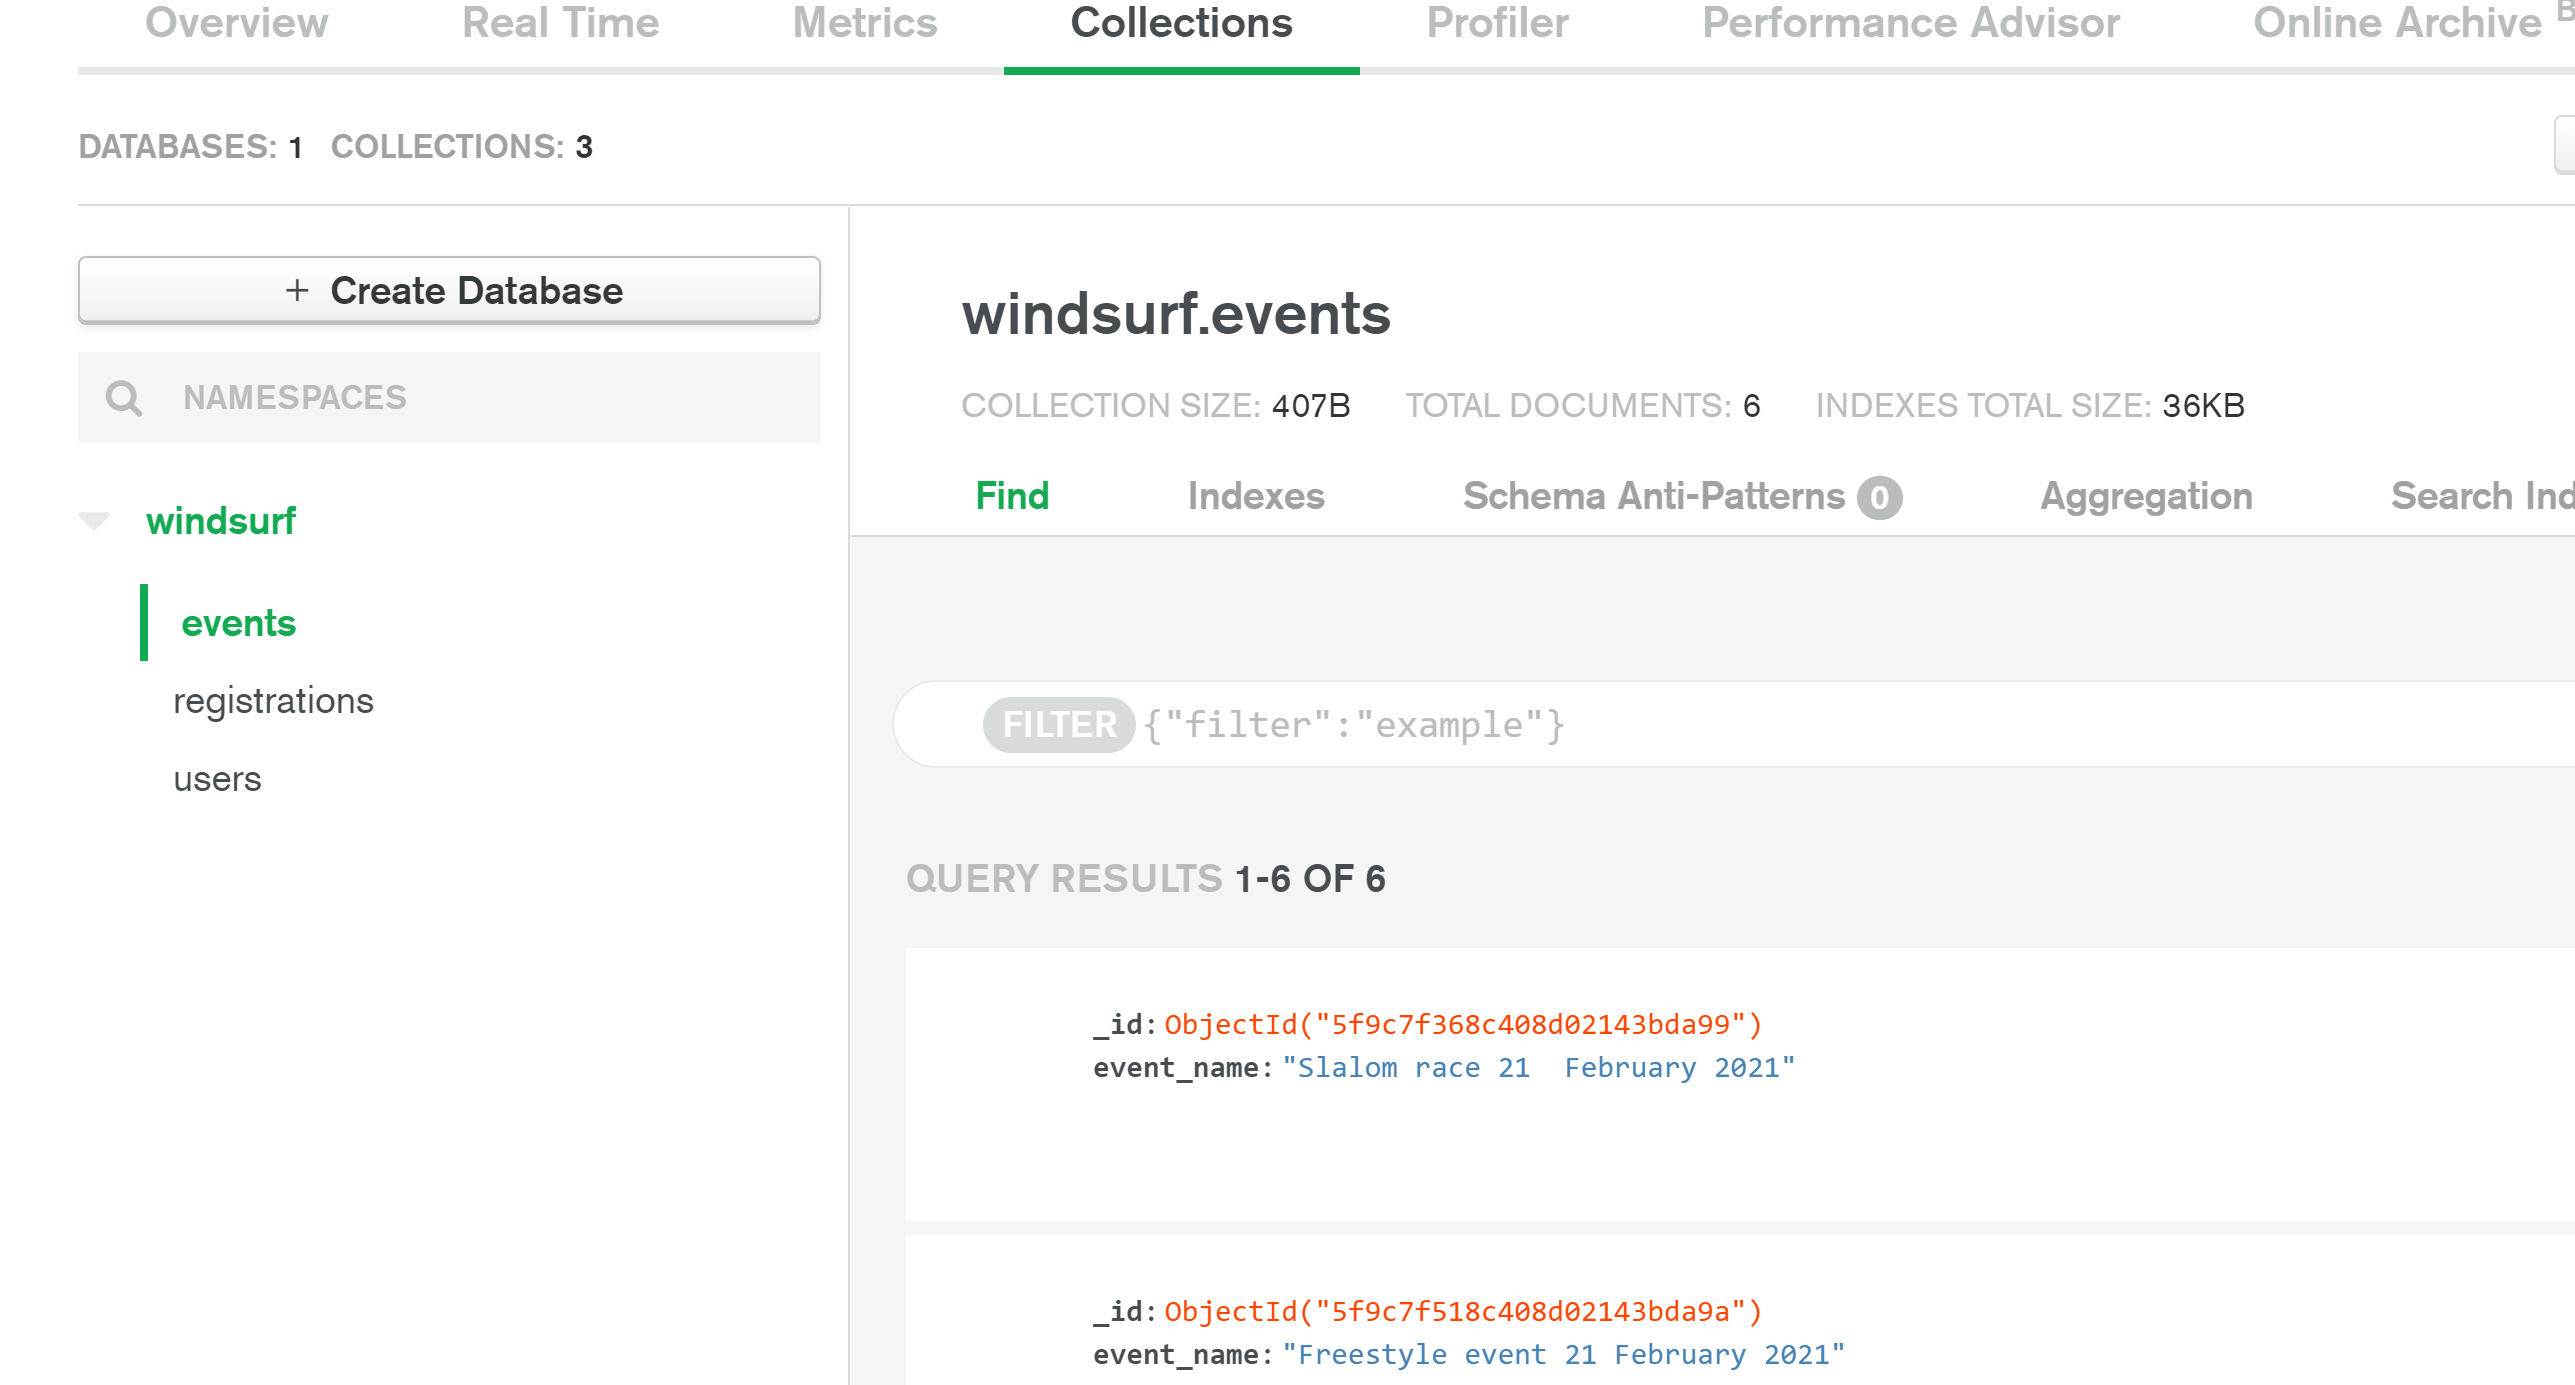 Overview Real Time Metrics Collections Profiler Performance Advisor Online Archive
DATABASES: 1 COLLECTIONS: 3
+ Create Database
NAMESPACES
windsurf
events
registrations
users
windsurf.events
COLLECTION SIZE: 407B TOTAL DOCUMENTS: 6 INDEXES TOTAL SIZE: 36KB
Find Indexes Schema Anti-Patterns 0 Aggregation Search
FILTER {"filter":"example"}
QUERY RESULTS 1-6 OF 6
_id:ObjectId("5f9c7f368c408d02143bda99")
event_name:"Slalom race 21  February 2021"
_id:ObjectId("5f9c7f518c408d02143bda9a")
event_name:"Freestyle event 21 February 2021"